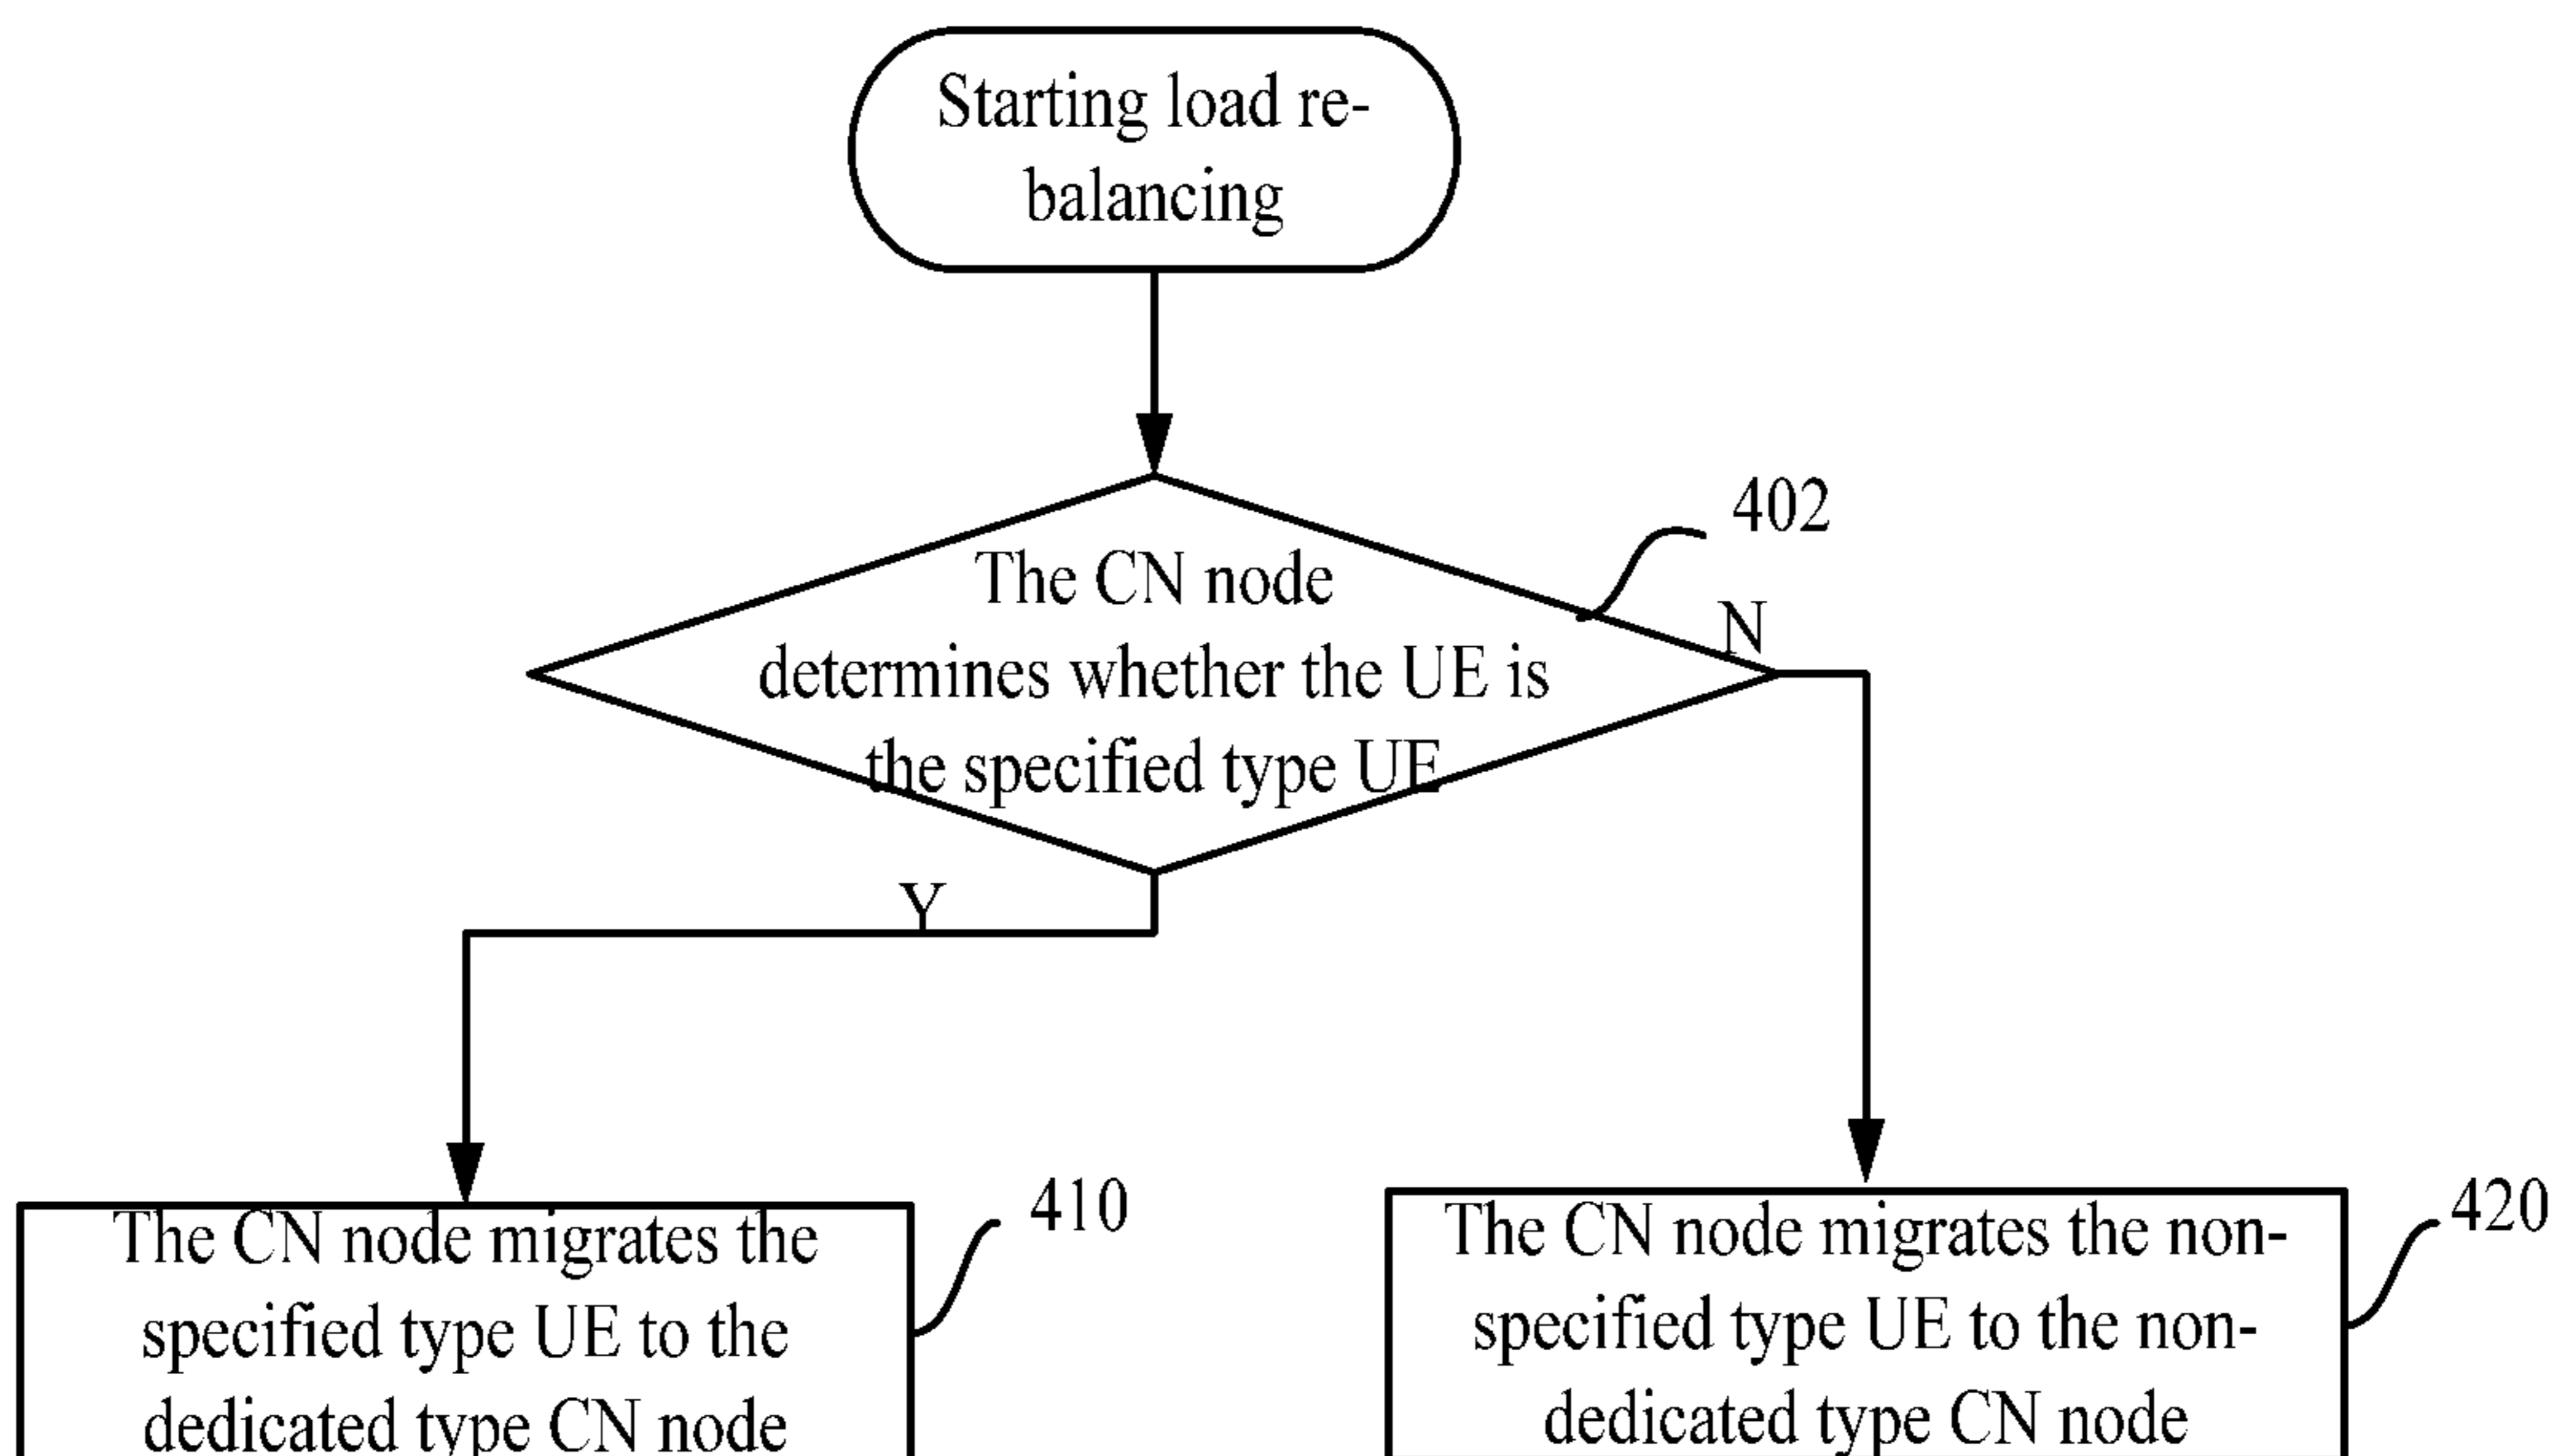 Starting load re-
balancing
402
The CN node
determines whether the UE is
the specified type UE
N
Y
410
The CN node migrates the
specified type UE to the
dedicated type CN node
420
The CN node migrates the non-
specified type UE to the non-
dedicated type CN node